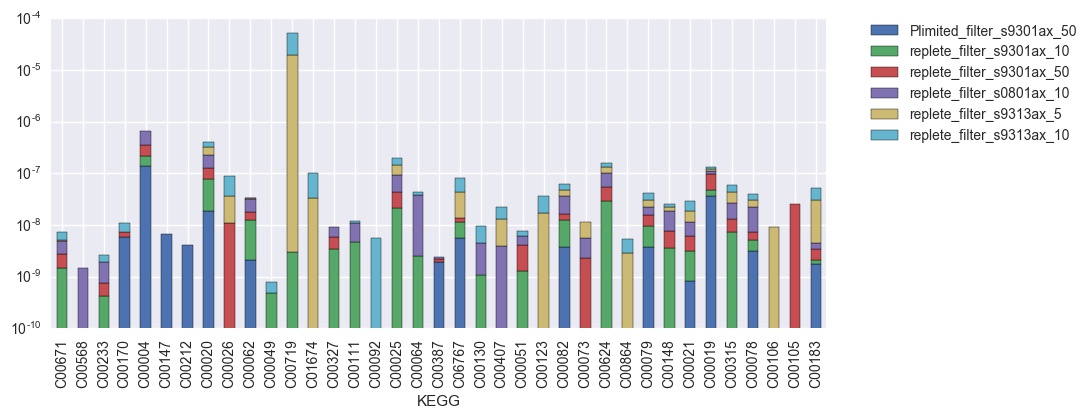 10^-4
10^-5
10^-6
10^-7
10^-8
10^-9
10^-10
C00671
C00568
C00233
C00170
C00004
C00147
C00212
C00020
C00026
C00062
C00049
C00719
C01674
C00327
C00111
C00092
C00025
C00064
C00387
C06767
C00130
C00407
C00051
C00123
C00082
C00073
C00624
C00864
C00079
C00148
C00021
C00019
C00315
C00078
C00106
C00105
C00183
KEGG
Plimited_filter_s9301ax_50
replete_filter_s9301ax_10
replete_filter_s9301ax_50
replete_filter_s0801ax_10
replete_filter_s9313ax_5
replete_filter_s9313ax_10